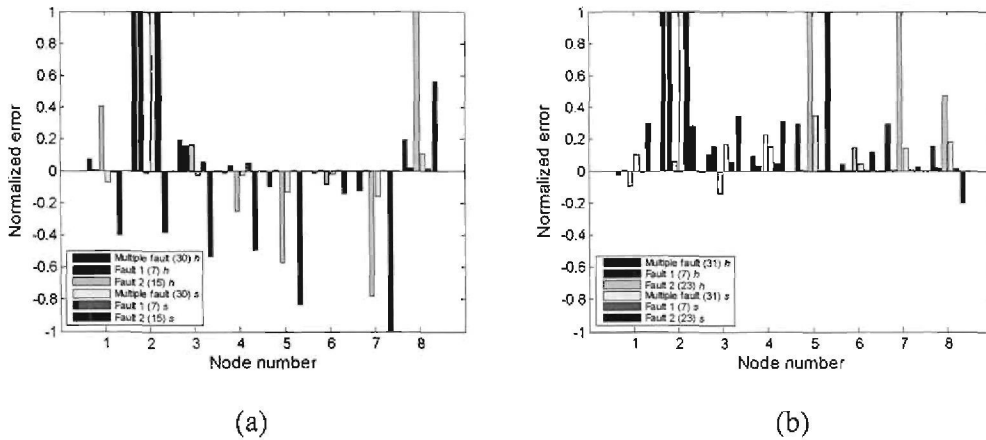 Normalized error
1
0.8
0.6
0.4
0.2
0
-0.2
-0.4
-0.6
-0.8
-1
Multiple fault (30) h
Fault 1 (7) h
Fault 2 (15) h
Multiple fault (30) s
Fault 1 (7) s
Fault 2 (15) s
1 2 3 4 5 6 7 8
Node number
(a)
Normalized error
1
0.8
0.6
0.4
0.2
0
-0.2
-0.4
-0.6
-0.8
-1
Multiple fault (31) h
Fault 1 (7) h
Fault 2 (23) h
Multiple fault (31) s
Fault 1 (7) s
Fault 2 (23) s
1 2 3 4 5 6 7 8
Node number
(b)